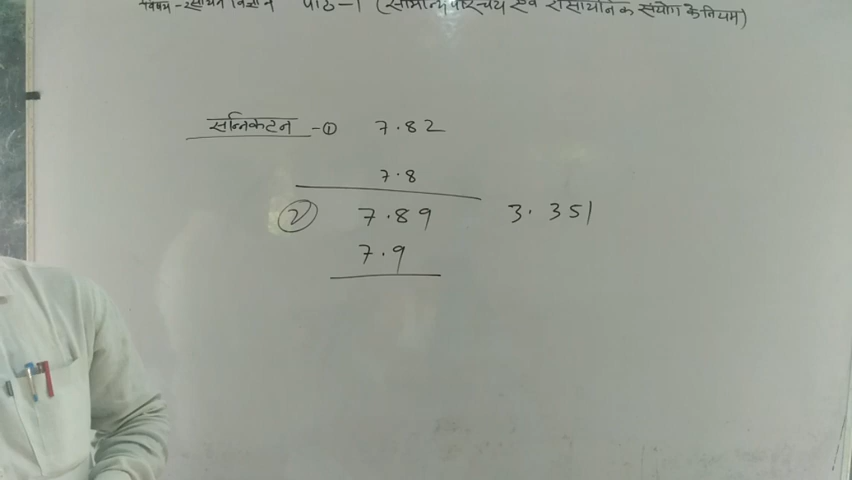 विषय - रसायन विज्ञान पाठ-1 (सामान्य परिचय एवं रासायनिक संयोग के नियम)
सन्निकटन - ① 7.82
7.8
② 7.89 3.351
7.9